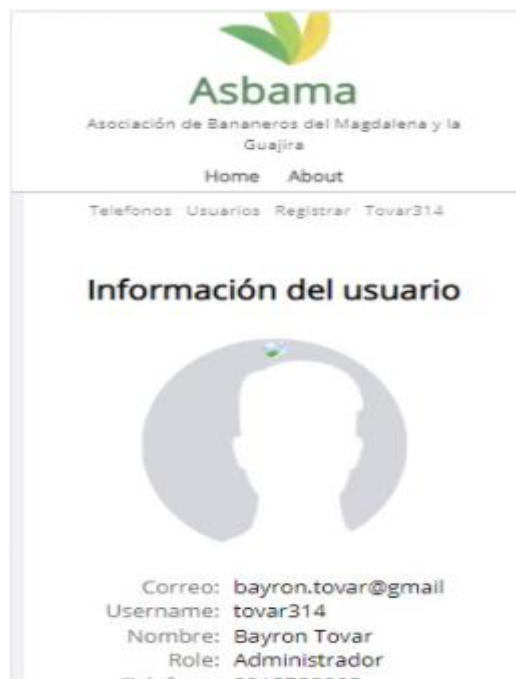 Asbama
Asociación de Bananeros del Magdalena y la
Guajira
Home About
Telefonos Usuarios Registrar Tovar314
Información del usuario
Correo: bayron.tovar@gmail
Username: tovar314
Nombre: Bayron Tovar
Role: Administrador